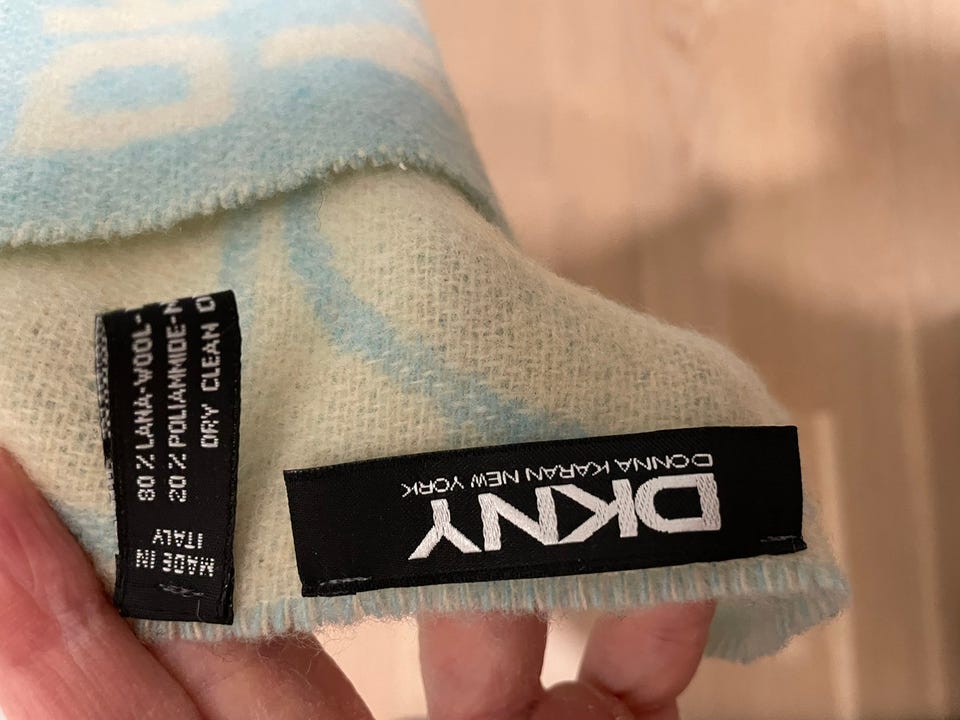 80%LANA-WOOL-
20%POLIAMMIDE-N
DRY CLEAN O
MADE IN
ITALY
DKNY
DONNA KARAN NEW YORK